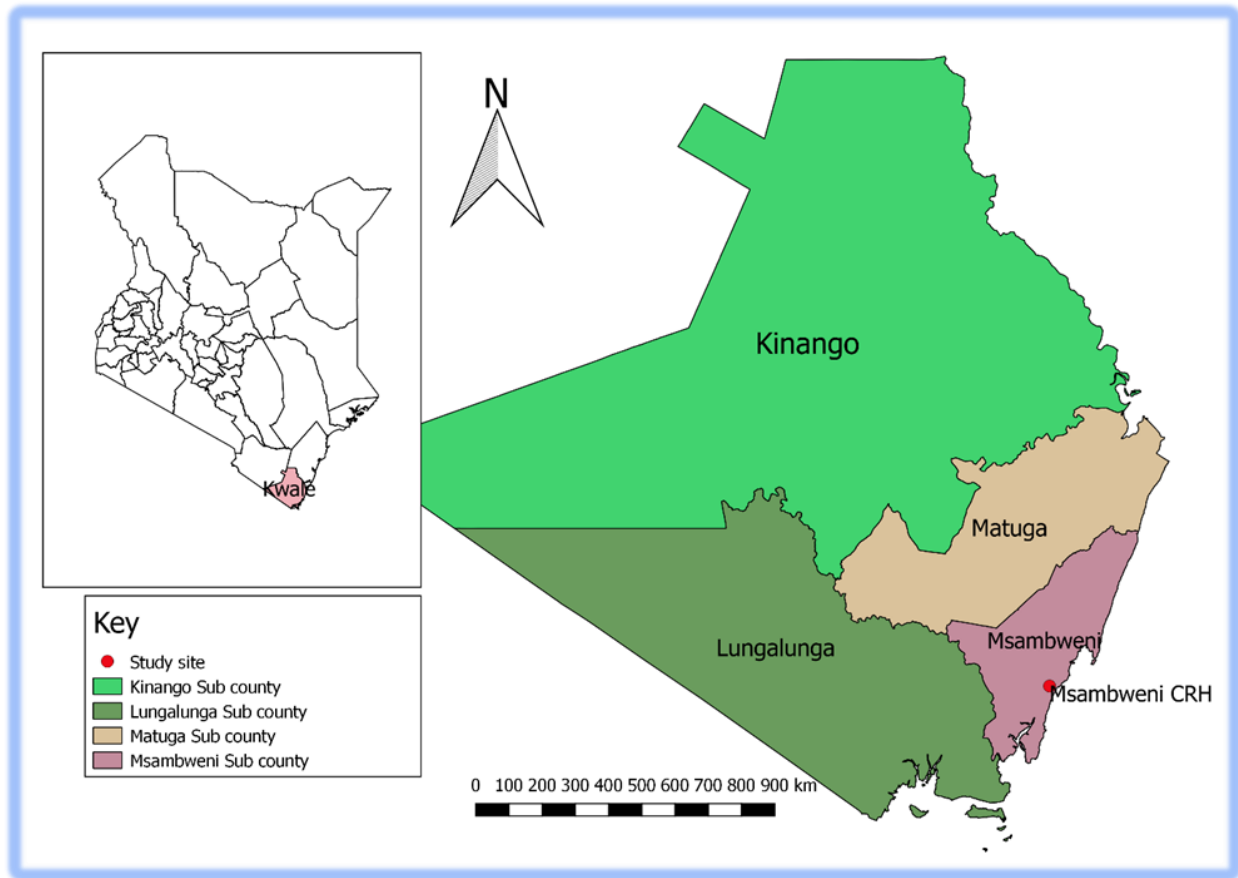 N
Kwale
Kinango
Matuga
Msambweni
Lungalunga
Msambweni CRH
Key
Study site
Kinango Sub county
Lungalunga Sub county
Matuga Sub county
Msambweni Sub county
0 100 200 300 400 500 600 700 800 900 km